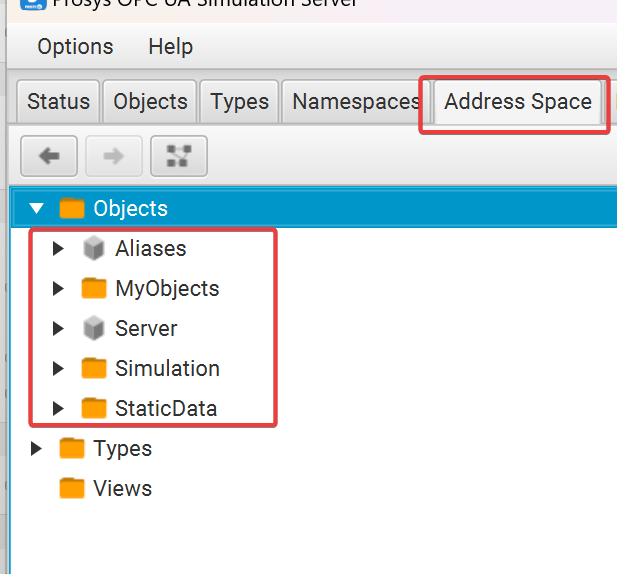 Prosys OPC UA Simulation Server
Options Help
Status Objects Types Namespaces Address Space
Objects
Aliases
MyObjects
Server
Simulation
StaticData
Types
Views